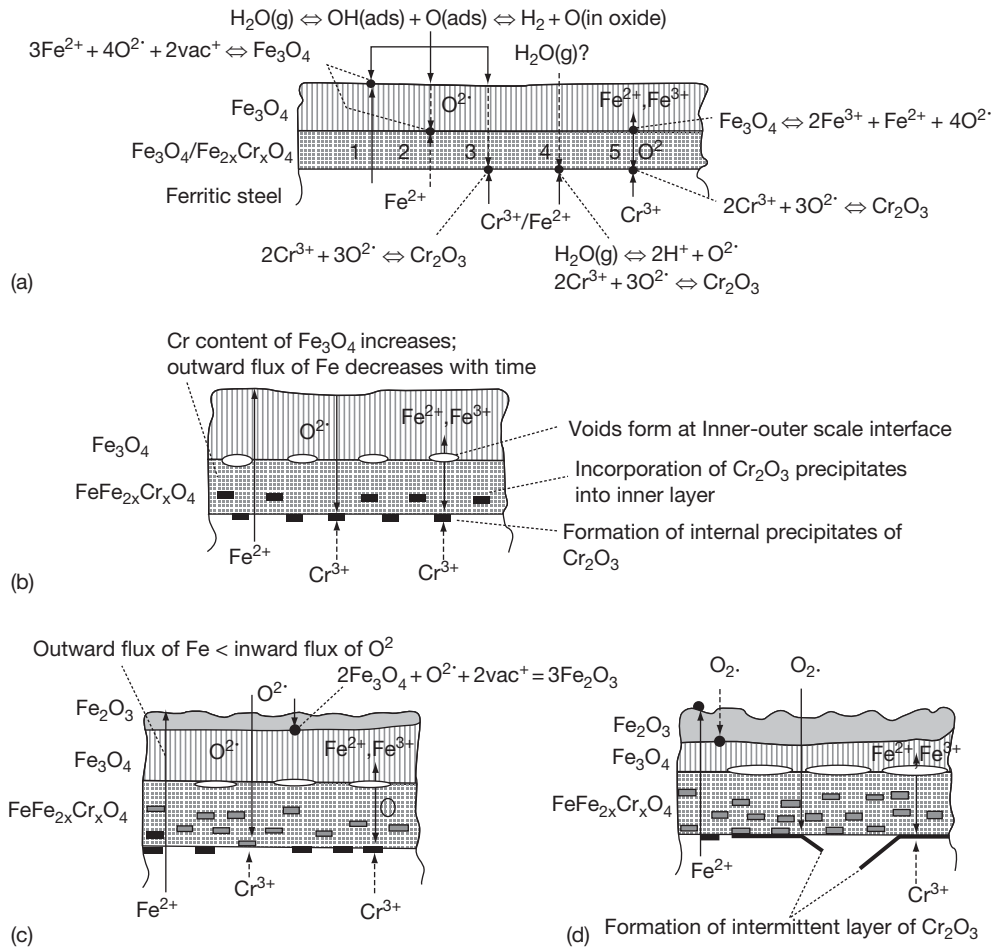 H₂O(g) ⇔ OH(ads) + O(ads) ⇔ H₂ + O(in oxide)
3Fe²⁺ + 4O²· + 2vac⁺ ⇔ Fe₃O₄
H₂O(g)?
Fe₃O₄
O²·
Fe²⁺,Fe³⁺
Fe₃O₄ ⇔ 2Fe³⁺ + Fe²⁺ + 4O²·
Fe₃O₄/Fe₂ₓCrₓO₄
1 2 3 4 5 O²
Ferritic steel
Fe²⁺
Cr³⁺/Fe²⁺
Cr³⁺
2Cr³⁺ + 3O²· ⇔ Cr₂O₃
2Cr³⁺ + 3O²· ⇔ Cr₂O₃
H₂O(g) ⇔ 2H⁺ + O²·
2Cr³⁺ + 3O²· ⇔ Cr₂O₃
(a)
Cr content of Fe₃O₄ increases;
outward flux of Fe decreases with time
Fe₃O₄
O²·
Fe²⁺,Fe³⁺
Voids form at Inner-outer scale interface
FeFe₂ₓCrₓO₄
Incorporation of Cr₂O₃ precipitates
into inner layer
Formation of internal precipitates of
Cr₂O₃
Fe²⁺
Cr³⁺
Cr³⁺
(b)
Outward flux of Fe < inward flux of O²
2Fe₃O₄ + O²· + 2vac⁺ = 3Fe₂O₃
O²·
Fe₂O₃
Fe₃O₄
O²·
Fe²⁺,Fe³⁺
FeFe₂ₓCrₓO₄
Cr³⁺
Fe²⁺
Cr³⁺
(c)
O₂·
O₂·
Fe₂O₃
Fe₃O₄
Fe²⁺,Fe³⁺
FeFe₂ₓCrₓO₄
Fe²⁺
Cr³⁺
Formation of intermittent layer of Cr₂O₃
(d)